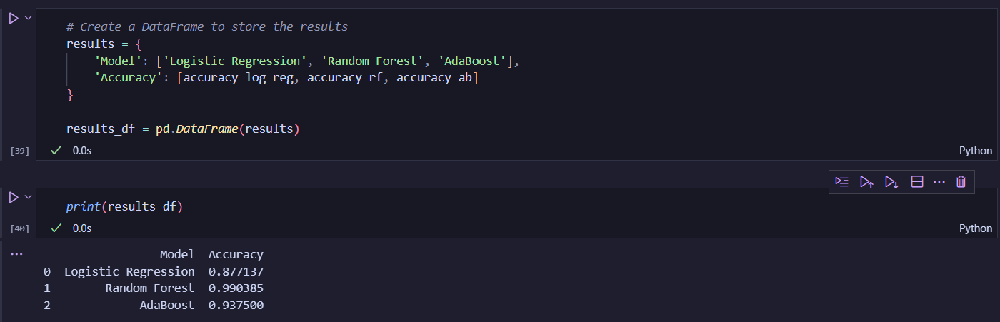 # Create a DataFrame to store the results
results = {
    'Model': ['Logistic Regression', 'Random Forest', 'AdaBoost'],
    'Accuracy': [accuracy_log_reg, accuracy_rf, accuracy_ab]
}
results_df = pd.DataFrame(results)
[39] 0.0s Python
print(results_df)
[40] 0.0s Python
Model Accuracy
0 Logistic Regression 0.877137
1 Random Forest 0.990385
2 AdaBoost 0.937500